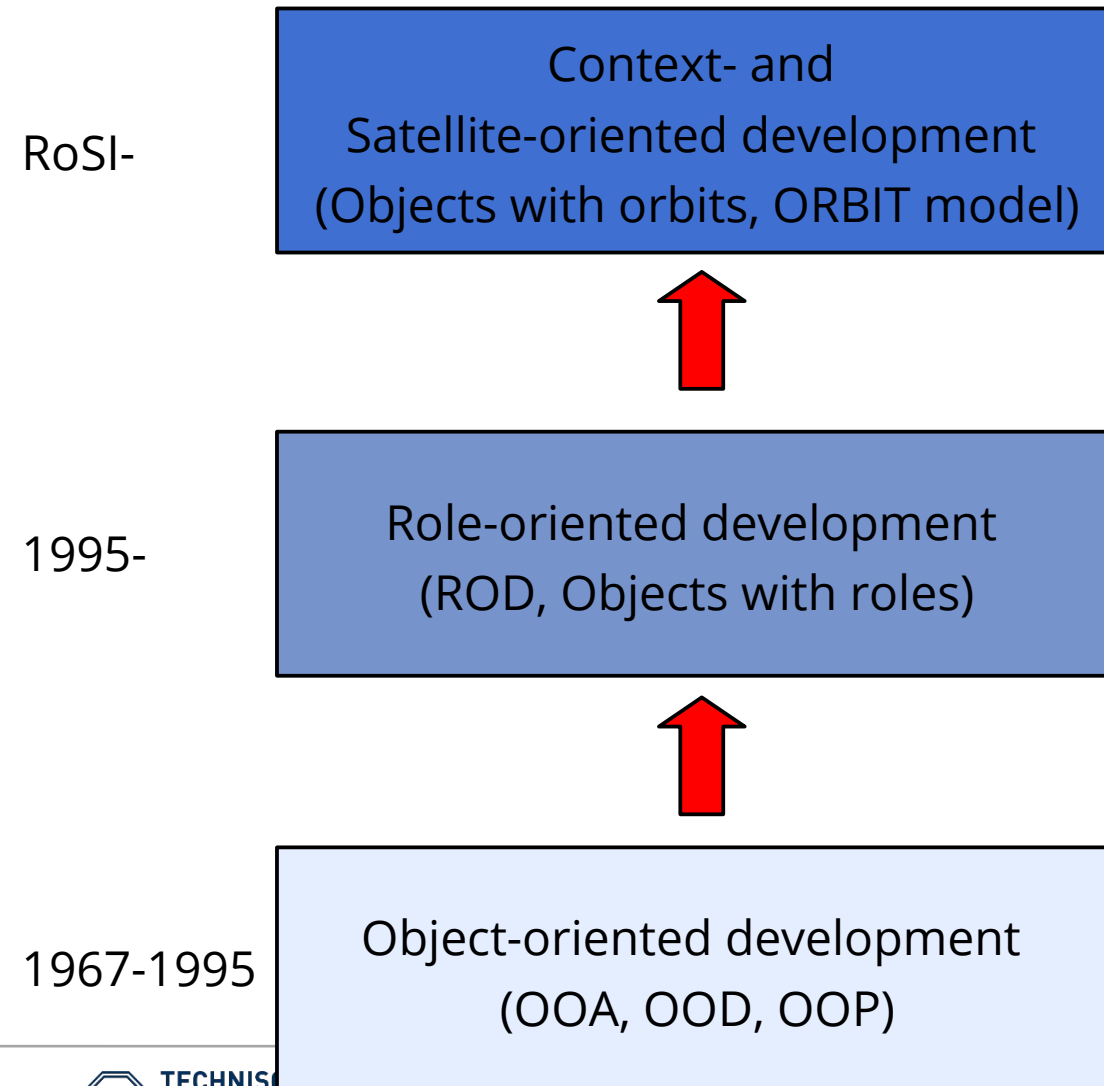 RoSI-
Context- and
Satellite-oriented development
(Objects with orbits, ORBIT model)
1995-
Role-oriented development
(ROD, Objects with roles)
1967-1995
Object-oriented development
(OOA, OOD, OOP)